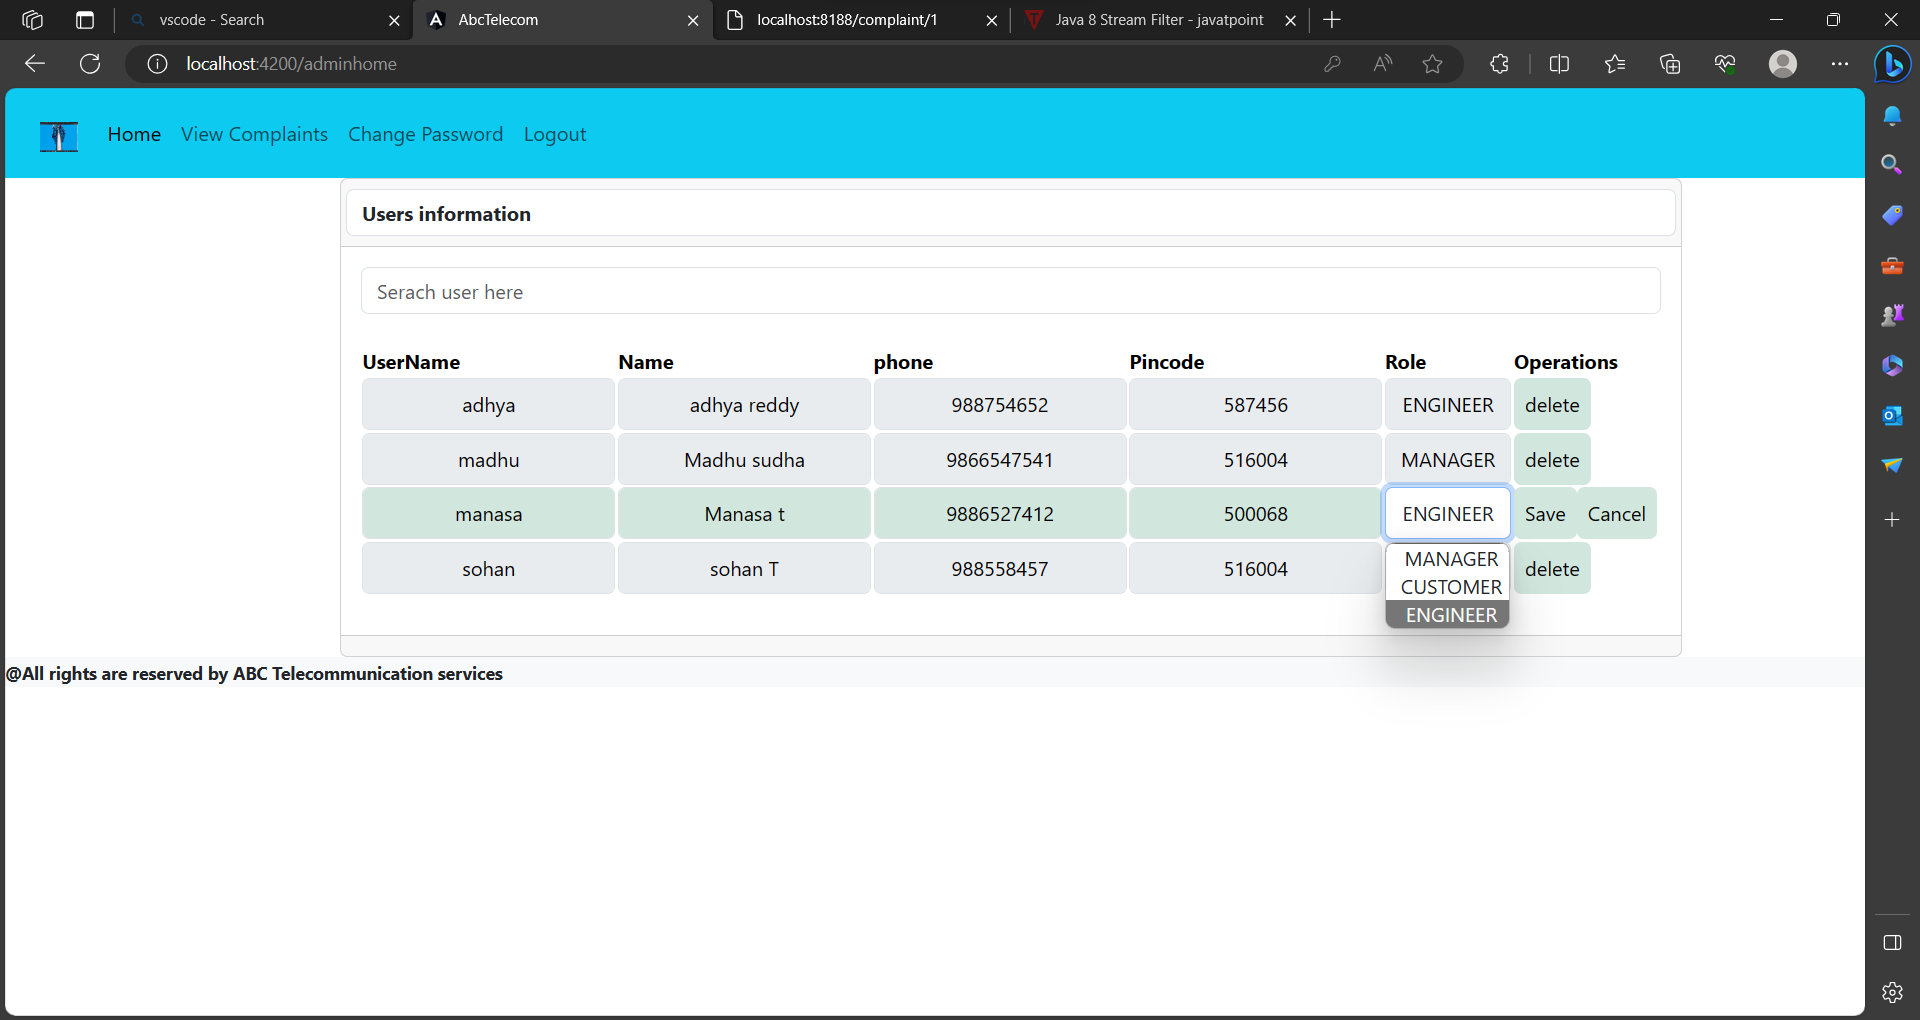 vscode - Search
AbcTelecom
localhost:8188/complaint/1
Java 8 Stream Filter - javatpoint
localhost:4200/adminhome
Home View Complaints Change Password Logout
Users information
Serach user here
UserName Name phone Pincode Role Operations
adhya adhya reddy 988754652 587456 ENGINEER delete
madhu Madhu sudha 9866547541 516004 MANAGER delete
manasa Manasa t 9886527412 500068 ENGINEER Save Cancel
sohan sohan T 988558457 516004 delete
MANAGER
CUSTOMER
ENGINEER
@All rights are reserved by ABC Telecommunication services